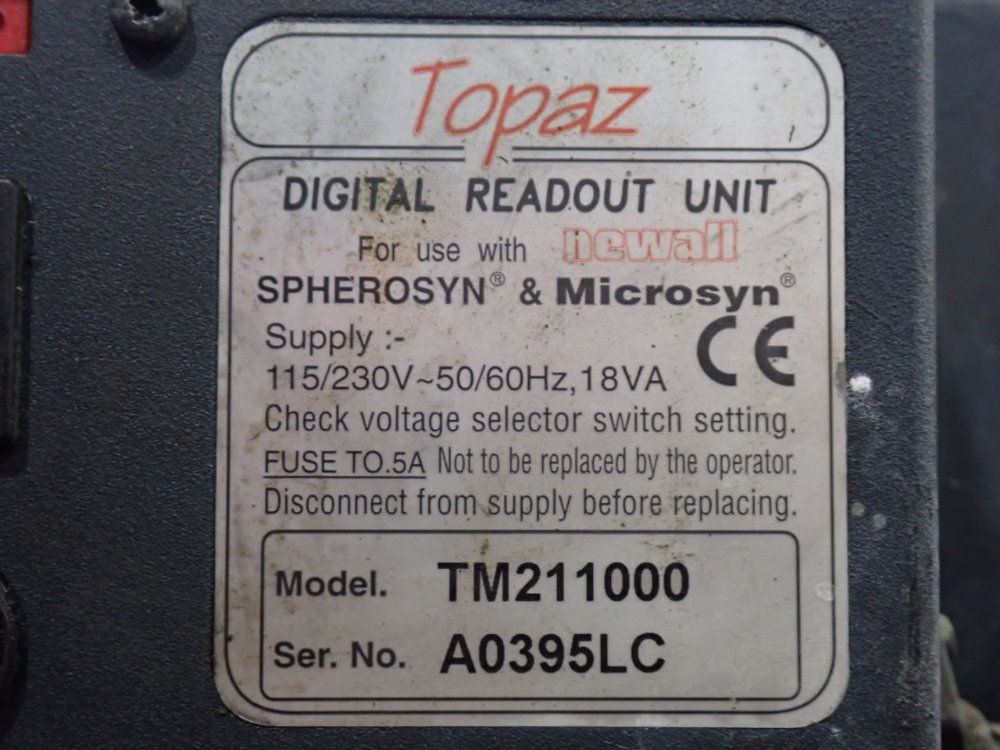 Topaz
DIGITAL READOUT UNIT
For use with newall
SPHEROSYN® & Microsyn®
Supply :-
CE
115/230V~50/60Hz,18VA
Check voltage selector switch setting.
FUSE TO.5A Not to be replaced by the operator.
Disconnect from supply before replacing.
Model. TM211000
Ser. No. A0395LC